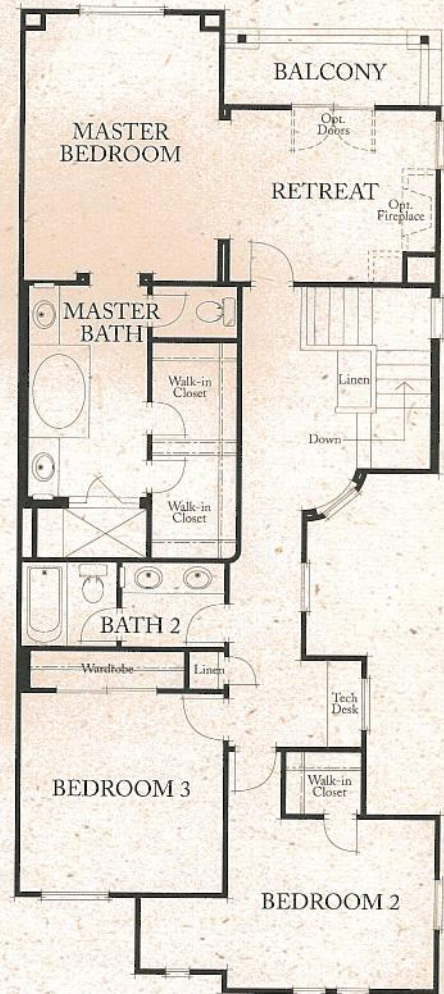 BALCONY
MASTER
BEDROOM
Opt.
Doors
RETREAT
Opt.
Fireplace
MASTER
BATH
Walk-in
Closet
Linen
Down
Walk-in
Closet
BATH 2
Wardrobe
Linen
Tech
Desk
Walk-in
Closet
BEDROOM 3
BEDROOM 2